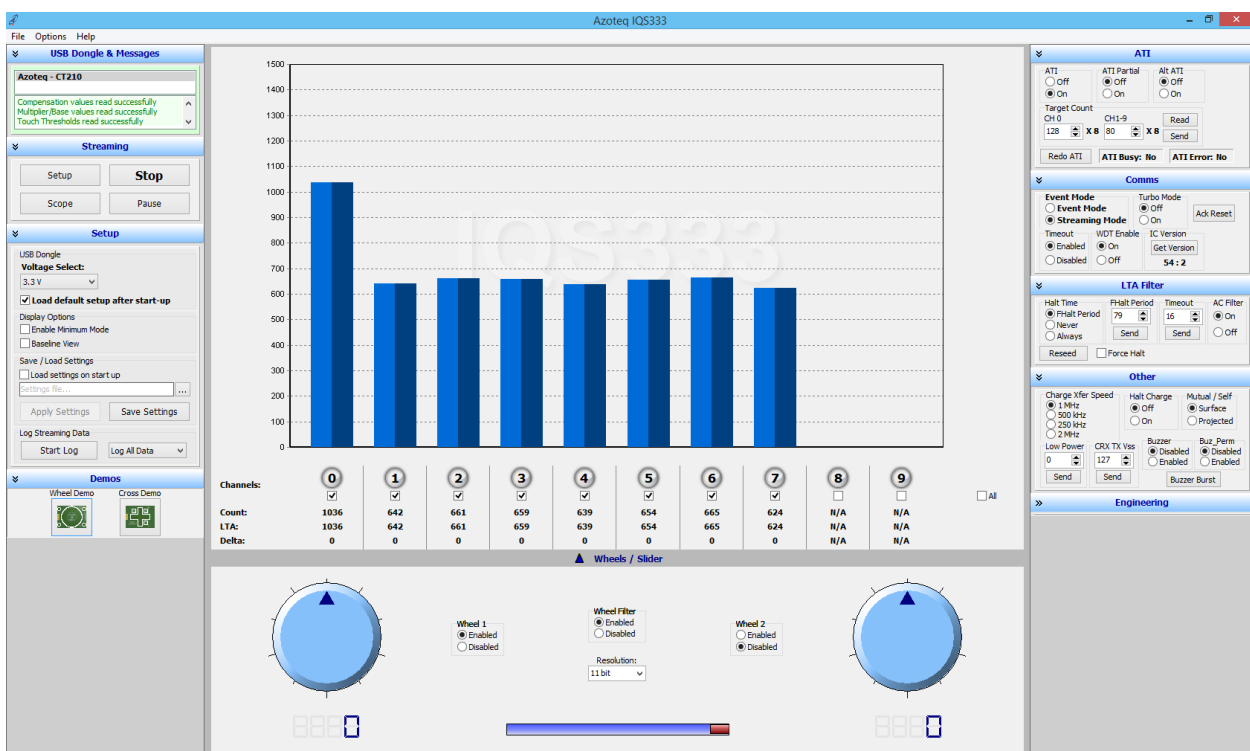 Azoteq IQS333
File Options Help
USB Dongle & Messages
Azoteq - CT210
Compensation values read successfully
Multiplier/Base values read successfully
Touch Thresholds read successfully
Streaming
Setup Stop
Scope Pause
Setup
USB Dongle
Voltage Select:
3.3 V
Load default setup after start-up
Display Options
Enable Minimum Mode
Baseline View
Save / Load Settings
Load settings on start up
Settings file... ...
Apply Settings Save Settings
Log Streaming Data
Start Log Log All Data
Demos
Wheel Demo Cross Demo
1500
1400
1300
1200
1100
1000
900
800
700
600
500
400
300
200
100
0
IQS333
Channels: 0 1 2 3 4 5 6 7 8 9
All
Count: 1036 642 661 659 639 654 665 624 N/A N/A
LTA: 1036 642 661 659 639 654 665 624 N/A N/A
Delta: 0 0 0 0 0 0 0 0 N/A N/A
Wheels / Slider
Wheel 1
Enabled
Disabled
Wheel Filter
Enabled
Disabled
Resolution:
11 bit
Wheel 2
Enabled
Disabled
0
0
ATI
ATI ATI Partial Alt ATI
Off Off Off
On On On
Target Count
CH 0 CH1-9 Read
128 X 8 80 X 8 Send
Redo ATI ATI Busy: No ATI Error: No
Comms
Event Mode Turbo Mode
Event Mode Off Ack Reset
Streaming Mode On
Timeout WDT Enable IC Version
Enabled On Get Version
Disabled Off 54 : 2
LTA Filter
Halt Time FHalt Period Timeout AC Filter
FHalt Period 79 16 On
Never Send Send Off
Always
Reseed Force Halt
Other
Charge Xfer Speed Halt Charge Mutual / Self
1 MHz Off Surface
500 kHz On Projected
250 kHz
2 MHz
Low Power CRX TX Vss Buzzer Buz_Perm
0 127 Disabled Disabled
Enabled Enabled
Send Send Buzzer Burst
Engineering